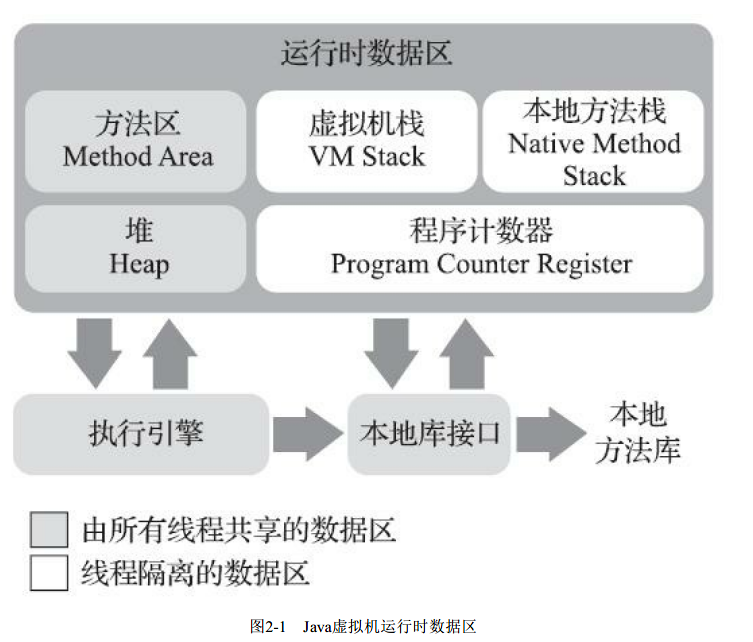 运行时数据区
方法区
Method Area
虚拟机栈
VM Stack
本地方法栈
Native Method
Stack
堆
Heap
程序计数器
Program Counter Register
执行引擎
本地库接口
本地
方法库
由所有线程共享的数据区
线程隔离的数据区
图2-1 Java虚拟机运行时数据区